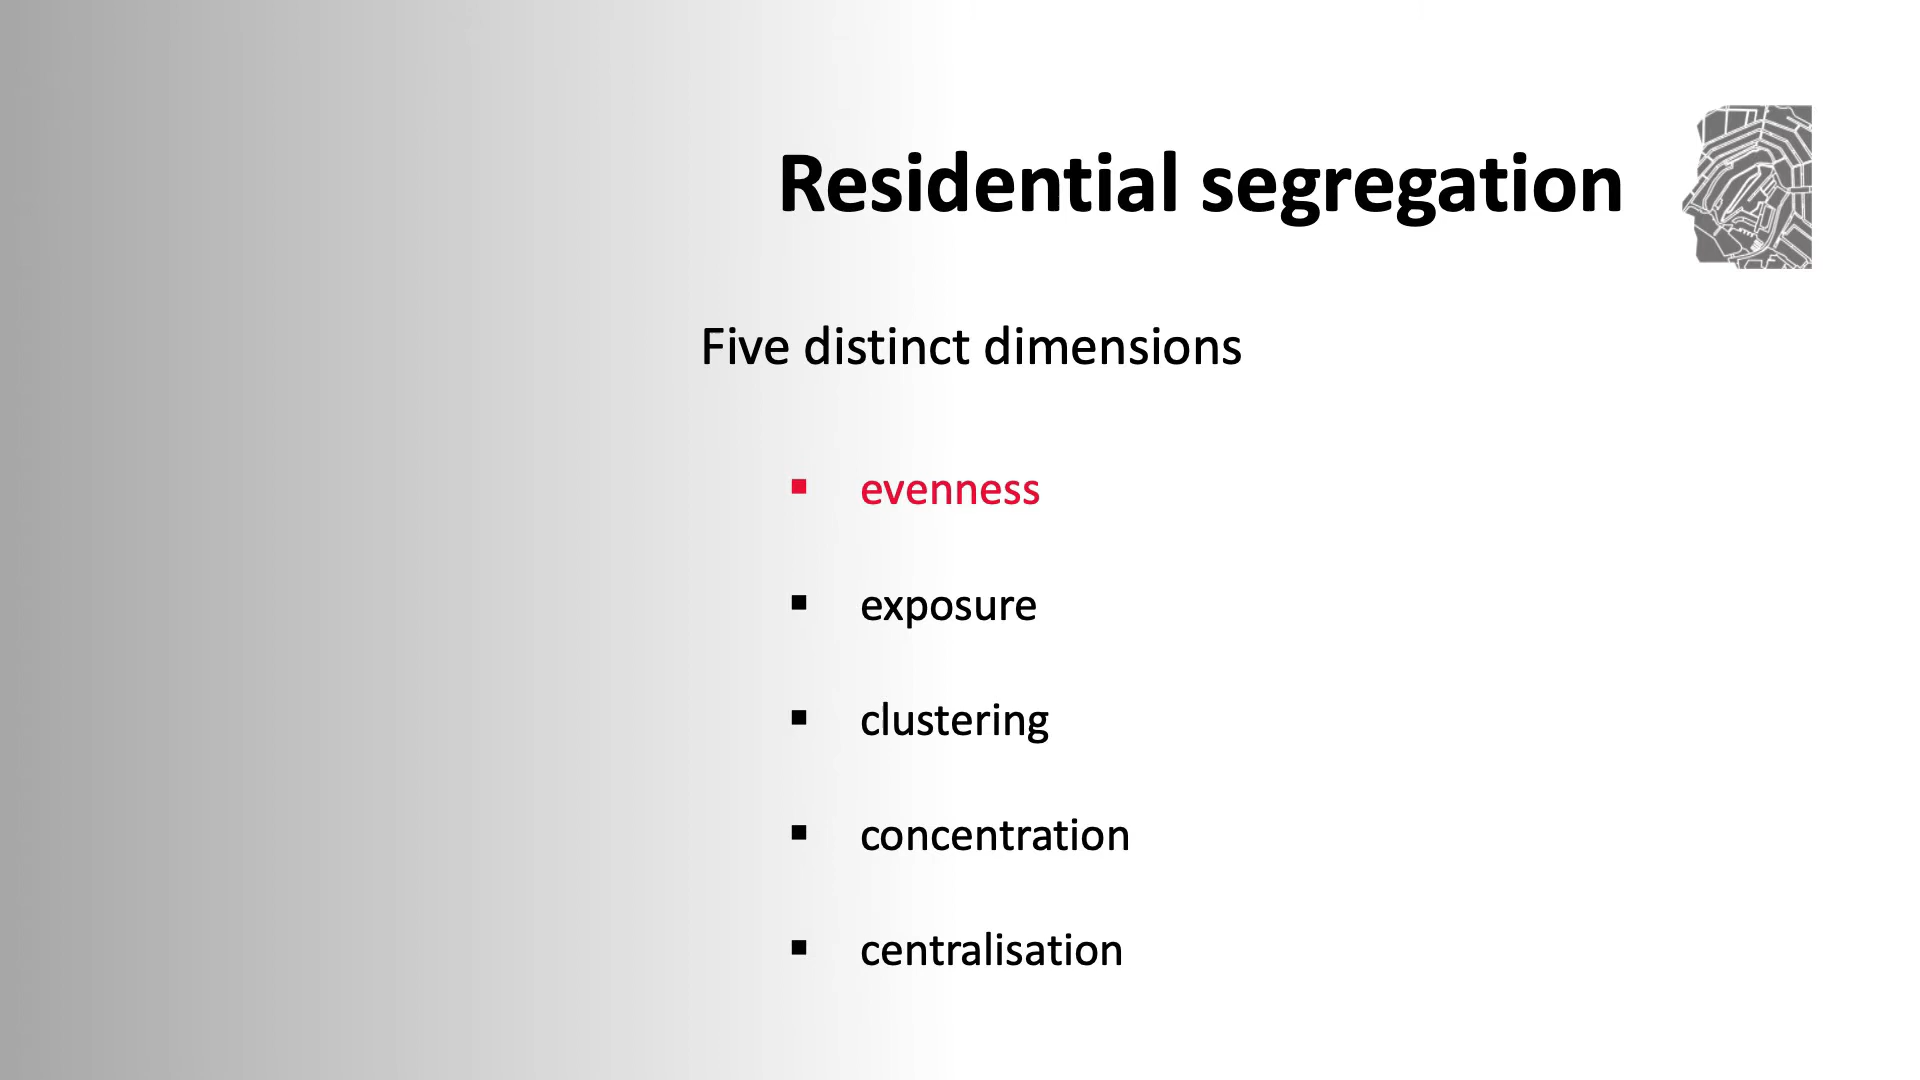 Residential segregation
Five distinct dimensions
▪ evenness
▪ exposure
▪ clustering
▪ concentration
▪ centralisation